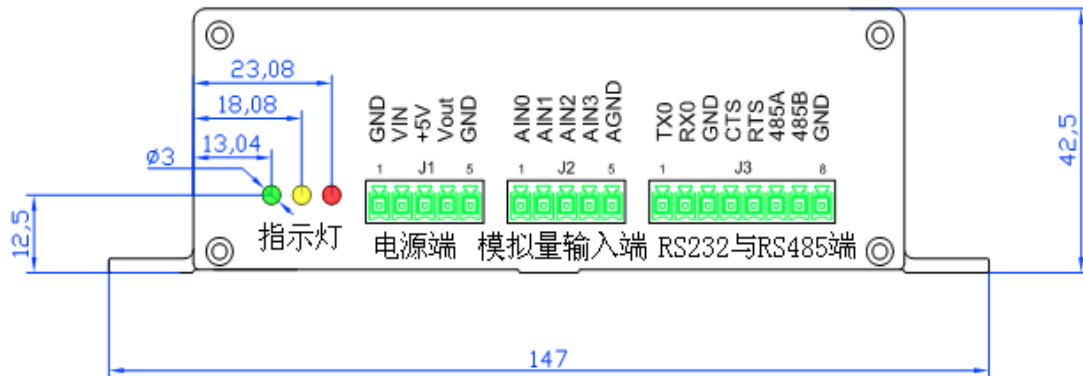 23,08
18,08
13,04
ø3
12,5
42,5
147
GND
VIN
+5V
Vout
GND
AIN0
AIN1
AIN2
AIN3
AGND
TX0
RX0
GND
CTS
RTS
485A
485B
GND
1 J1 5
1 J2 5
1 J3 8
指示灯
电源端
模拟量输入端
RS232与RS485端